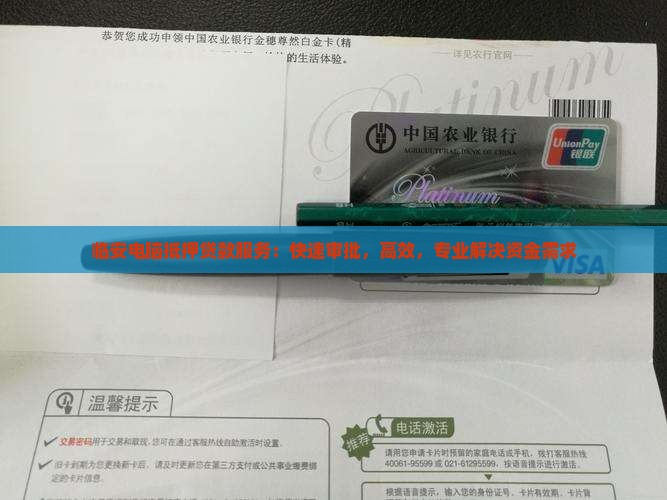 恭贺您成功申领中国农业银行金穗尊然白金卡(精
的生活体验。
详见农行官网
Platinum
中国农业银行
AGRICULTURAL BANK OF CHINA
UnionPay
银联
Platinum
临安电脑抵押贷款服务：快速审批，高效，专业解决资金需求
VISA
温馨提示
交易密码用于交易和取现，您可在通过客服热线自助激活时设置。
旧卡到期为您更换新卡后，请及时更新您在第三方支付或公共事业缴费绑
定的卡片信息。
推荐
电话激活
请用您申请卡片时预留的家庭电话或手机，拨打客服热线
40061-95599 或 021-61295599，按语音提示进行激活。
根据语音提示，输入您的身份证号、卡片有效期、卡片背